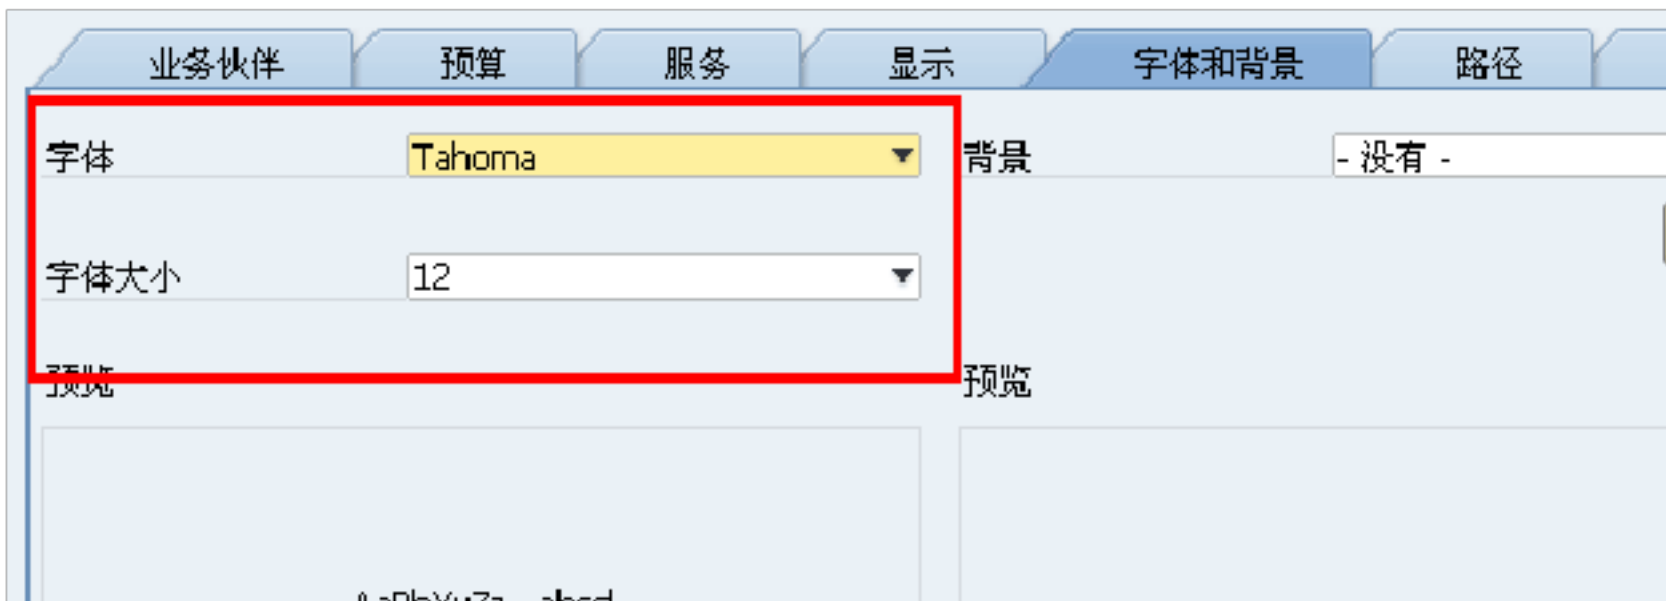 业务伙伴 预算 服务 显示 字体和背景 路径
字体 Tahoma 背景 - 没有 -
字体大小 12
预览 预览